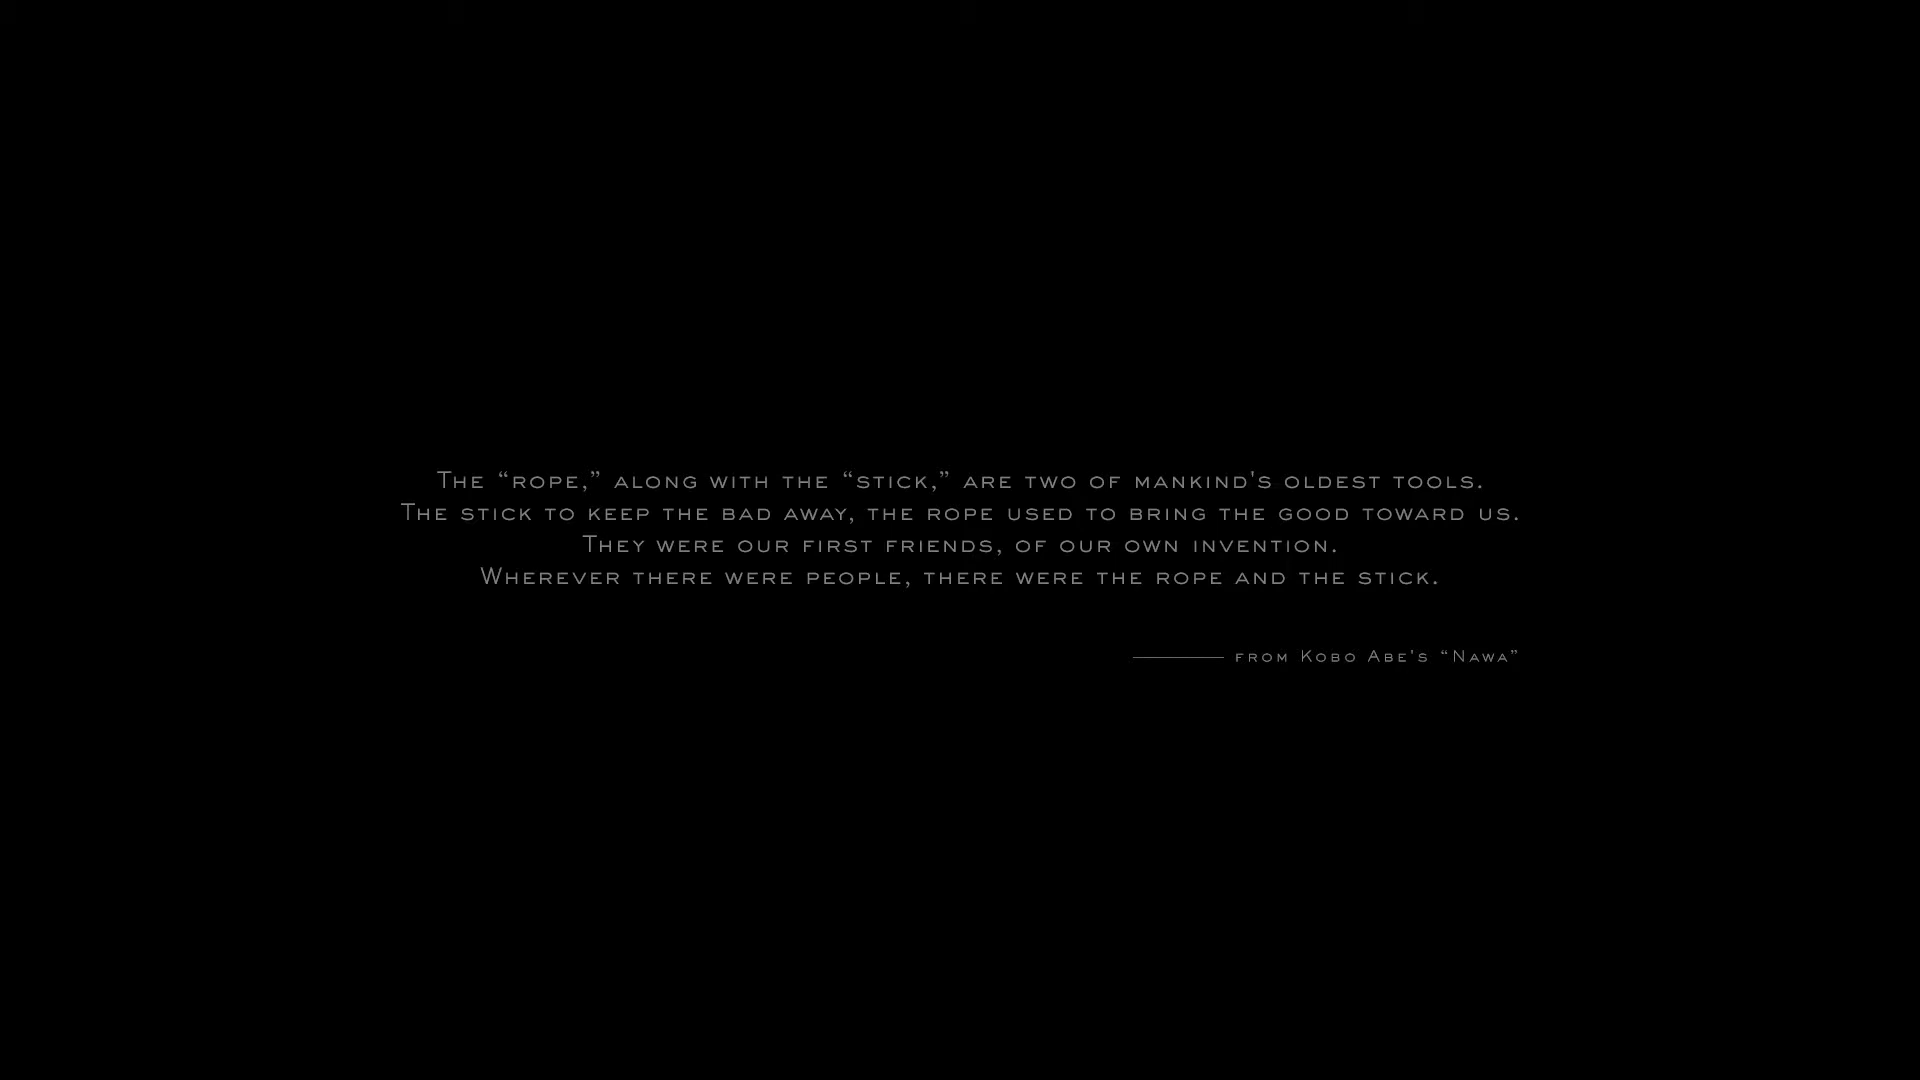 The “rope,” along with the “stick,” are two of mankind's oldest tools.
The stick to keep the bad away, the rope used to bring the good toward us.
They were our first friends, of our own invention.
Wherever there were people, there were the rope and the stick.
——— from Kobo Abe's “Nawa”